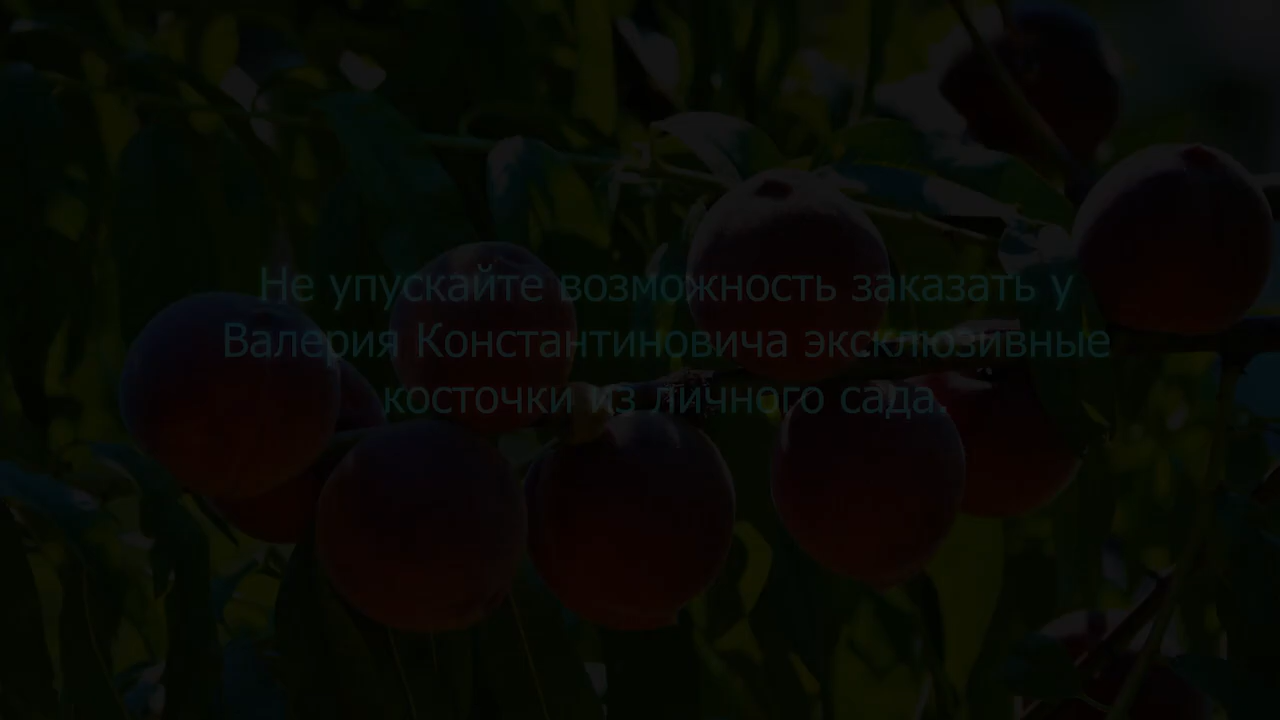 Не упускайте возможность заказать у
Валерия Константиновича эксклюзивные
косточки из личного сада.